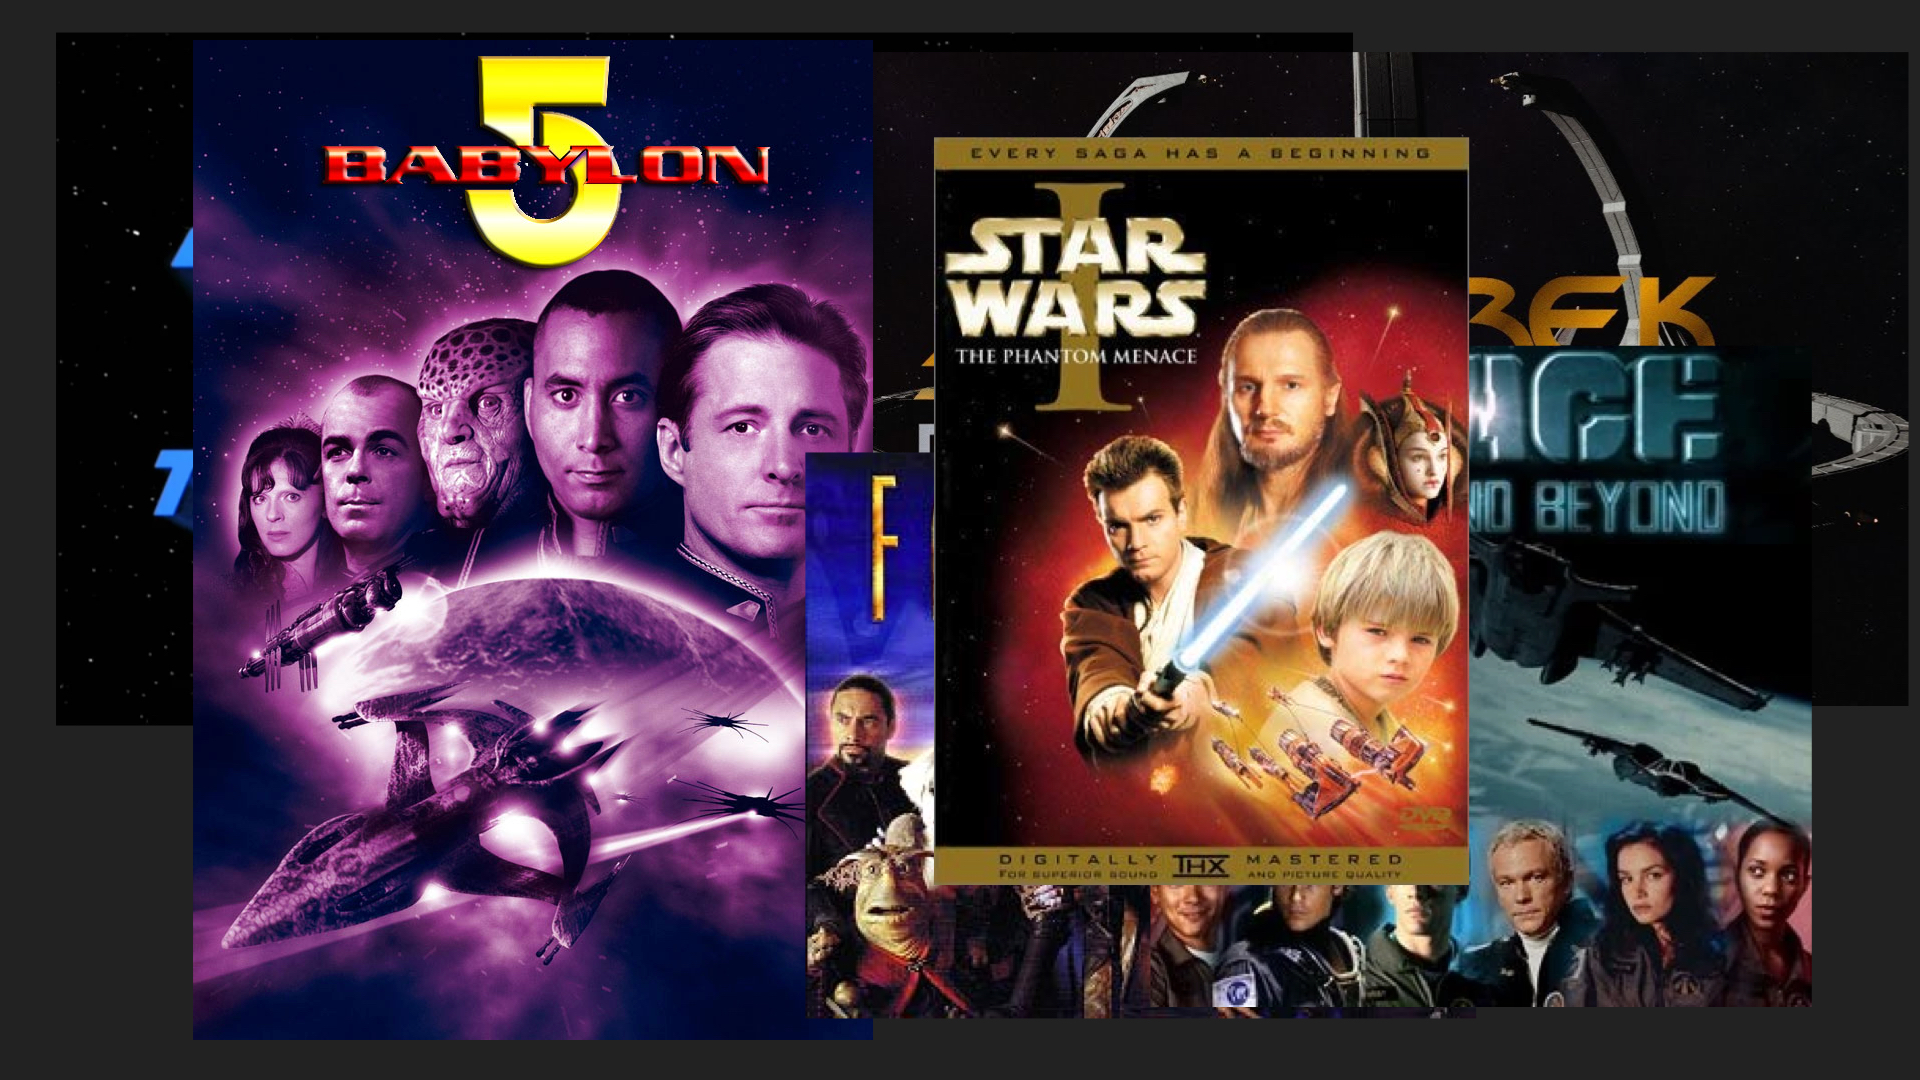 5
BABYLON
EVERY SAGA HAS A BEGINNING
I
STAR
WARS
THE PHANTOM MENACE
REK
ACE
ND BEYOND
F
T
DVD
DIGITALLY THX MASTERED
FOR SUPERIOR SOUND AND PICTURE QUALITY